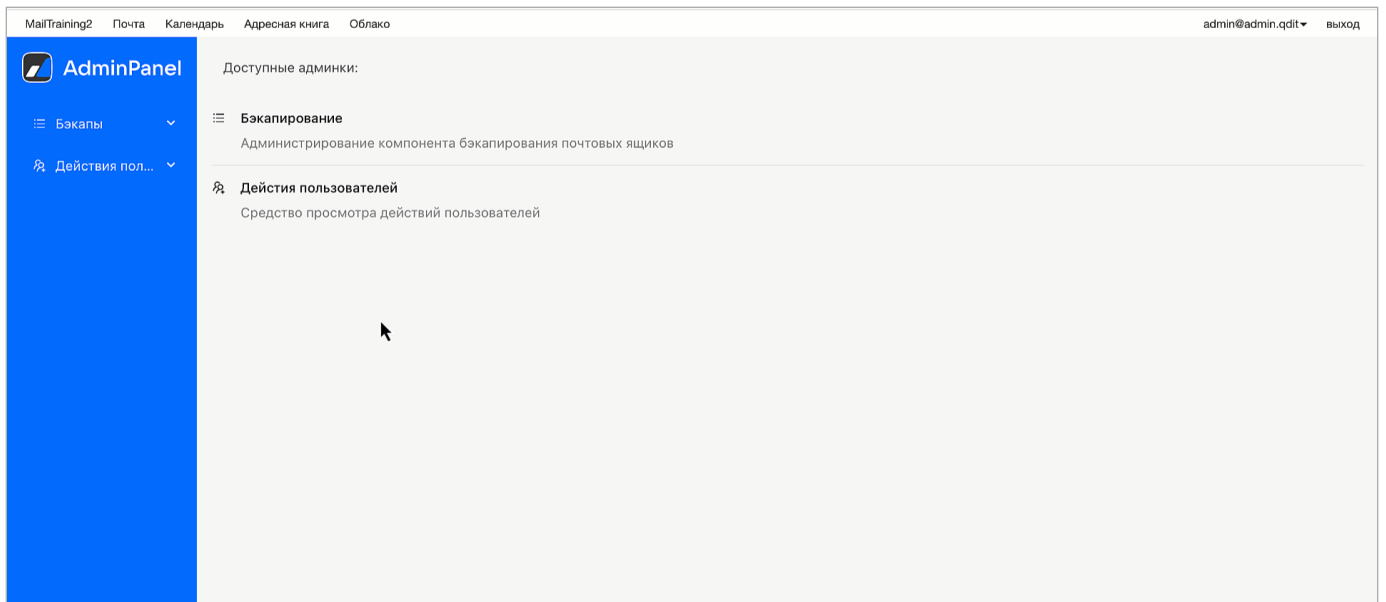 MailTraining2 Почта Календарь Адресная книга Облако admin@admin.qdit выход
AdminPanel
Бэкапы
Действия пол...
Доступные админки:
Бэкапирование
Администрирование компонента бэкапирования почтовых ящиков
Дейстия пользователей
Средство просмотра действий пользователей